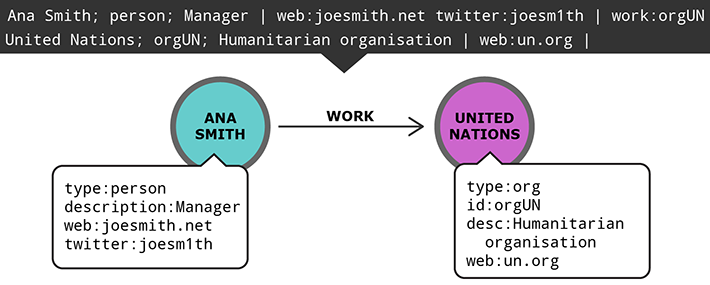 Ana Smith; person; Manager | web:joesmith.net twitter:joesm1th | work:orgUN
United Nations; orgUN; Humanitarian organisation | web:un.org |
ANA
SMITH
WORK
UNITED
NATIONS
type:person
description:Manager
web:joesmith.net
twitter:joesm1th
type:org
id:orgUN
desc:Humanitarian
organisation
web:un.org